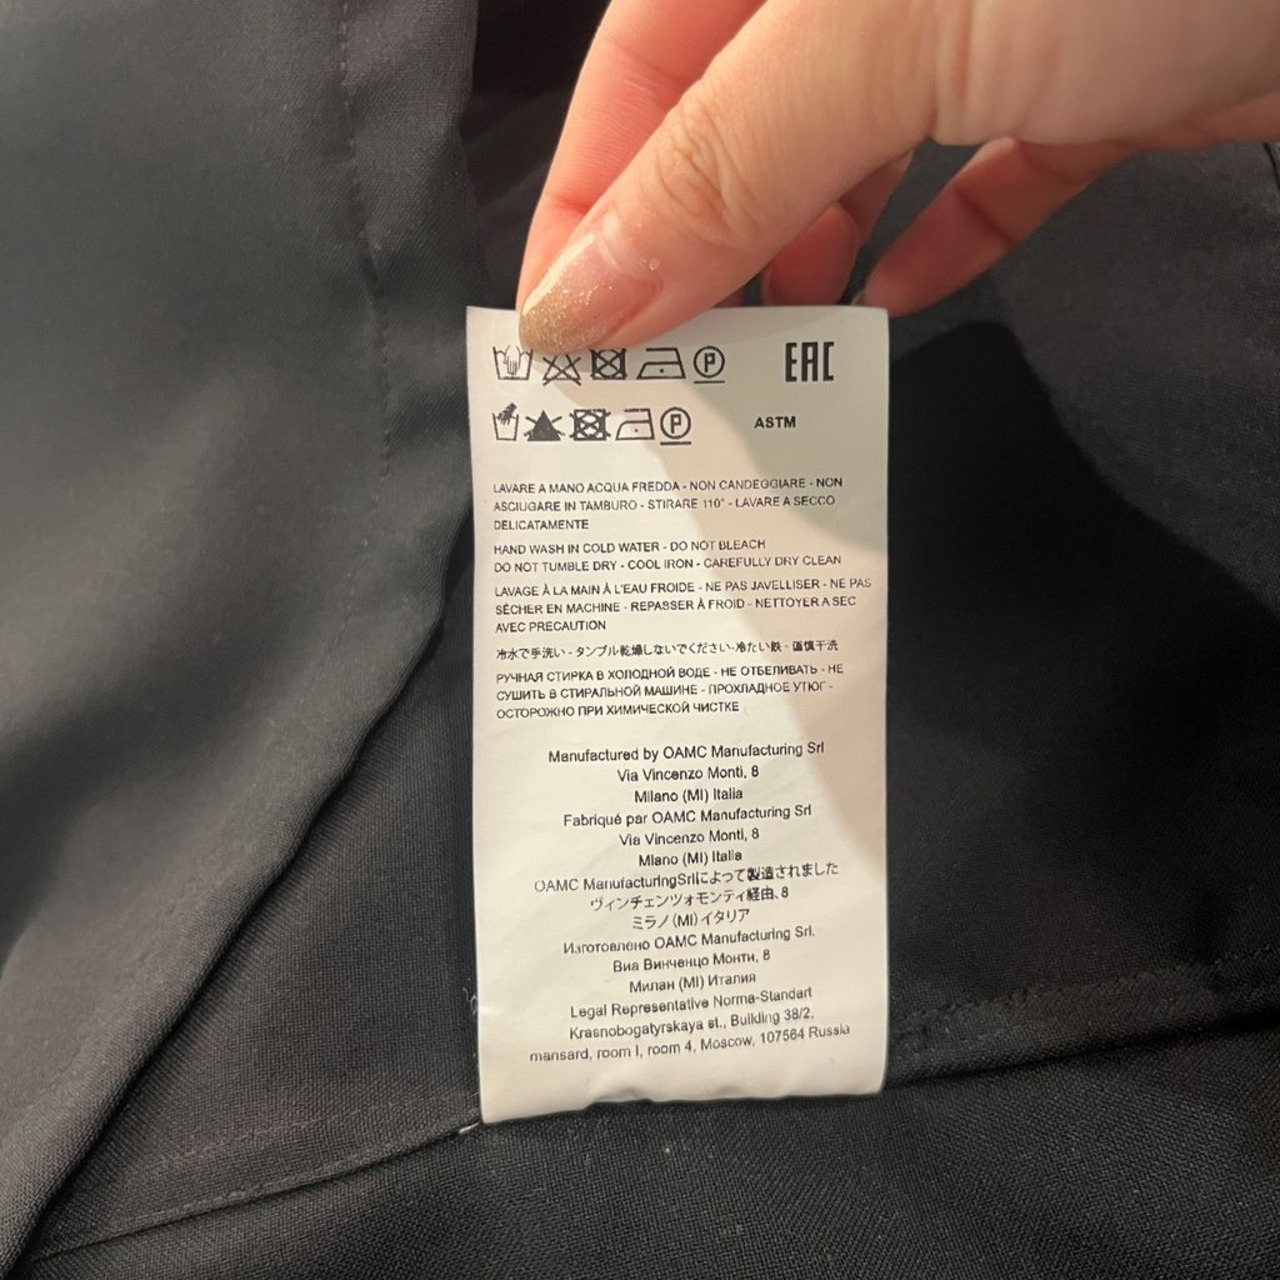 EAC
ASTM
LAVARE A MANO ACQUA FREDDA - NON CANDEGGIARE - NON
ASCIUGARE IN TAMBURO - STIRARE 110° - LAVARE A SECCO
DELICATAMENTE
HAND WASH IN COLD WATER - DO NOT BLEACH
DO NOT TUMBLE DRY - COOL IRON - CAREFULLY DRY CLEAN
LAVAGE À LA MAIN À L'EAU FROIDE - NE PAS JAVELLISER - NE PAS
SÉCHER EN MACHINE - REPASSER À FROID - NETTOYER A SEC
AVEC PRECAUTION
冷水で手洗い - タンブル乾燥しないでください-冷たい鉄 - 謹慎干洗
РУЧНАЯ СТИРКА В ХОЛОДНОЙ ВОДЕ - НЕ ОТБЕЛИВАТЬ - НЕ
СУШИТЬ В СТИРАЛЬНОЙ МАШИНЕ - ПРОХЛАДНОЕ УТЮГ -
ОСТОРОЖНО ПРИ ХИМИЧЕСКОЙ ЧИСТКЕ
Manufactured by OAMC Manufacturing Srl
Via Vincenzo Monti, 8
Milano (MI) Italia
Fabriqué par OAMC Manufacturing Srl
Via Vincenzo Monti, 8
Milano (MI) Italia
OAMC ManufacturingSrlによって製造されました
ヴィンチェンツォモンティ経由、8
ミラノ (MI) イタリア
Изготовлено OAMC Manufacturing Srl.
Виа Винченцо Монти, 8
Милан (MI) Италия
Legal Representative Norma-Standart
Krasnobogatyrskaya st., Building 38/2,
mansard, room I, room 4, Moscow, 107564 Russia
P
P